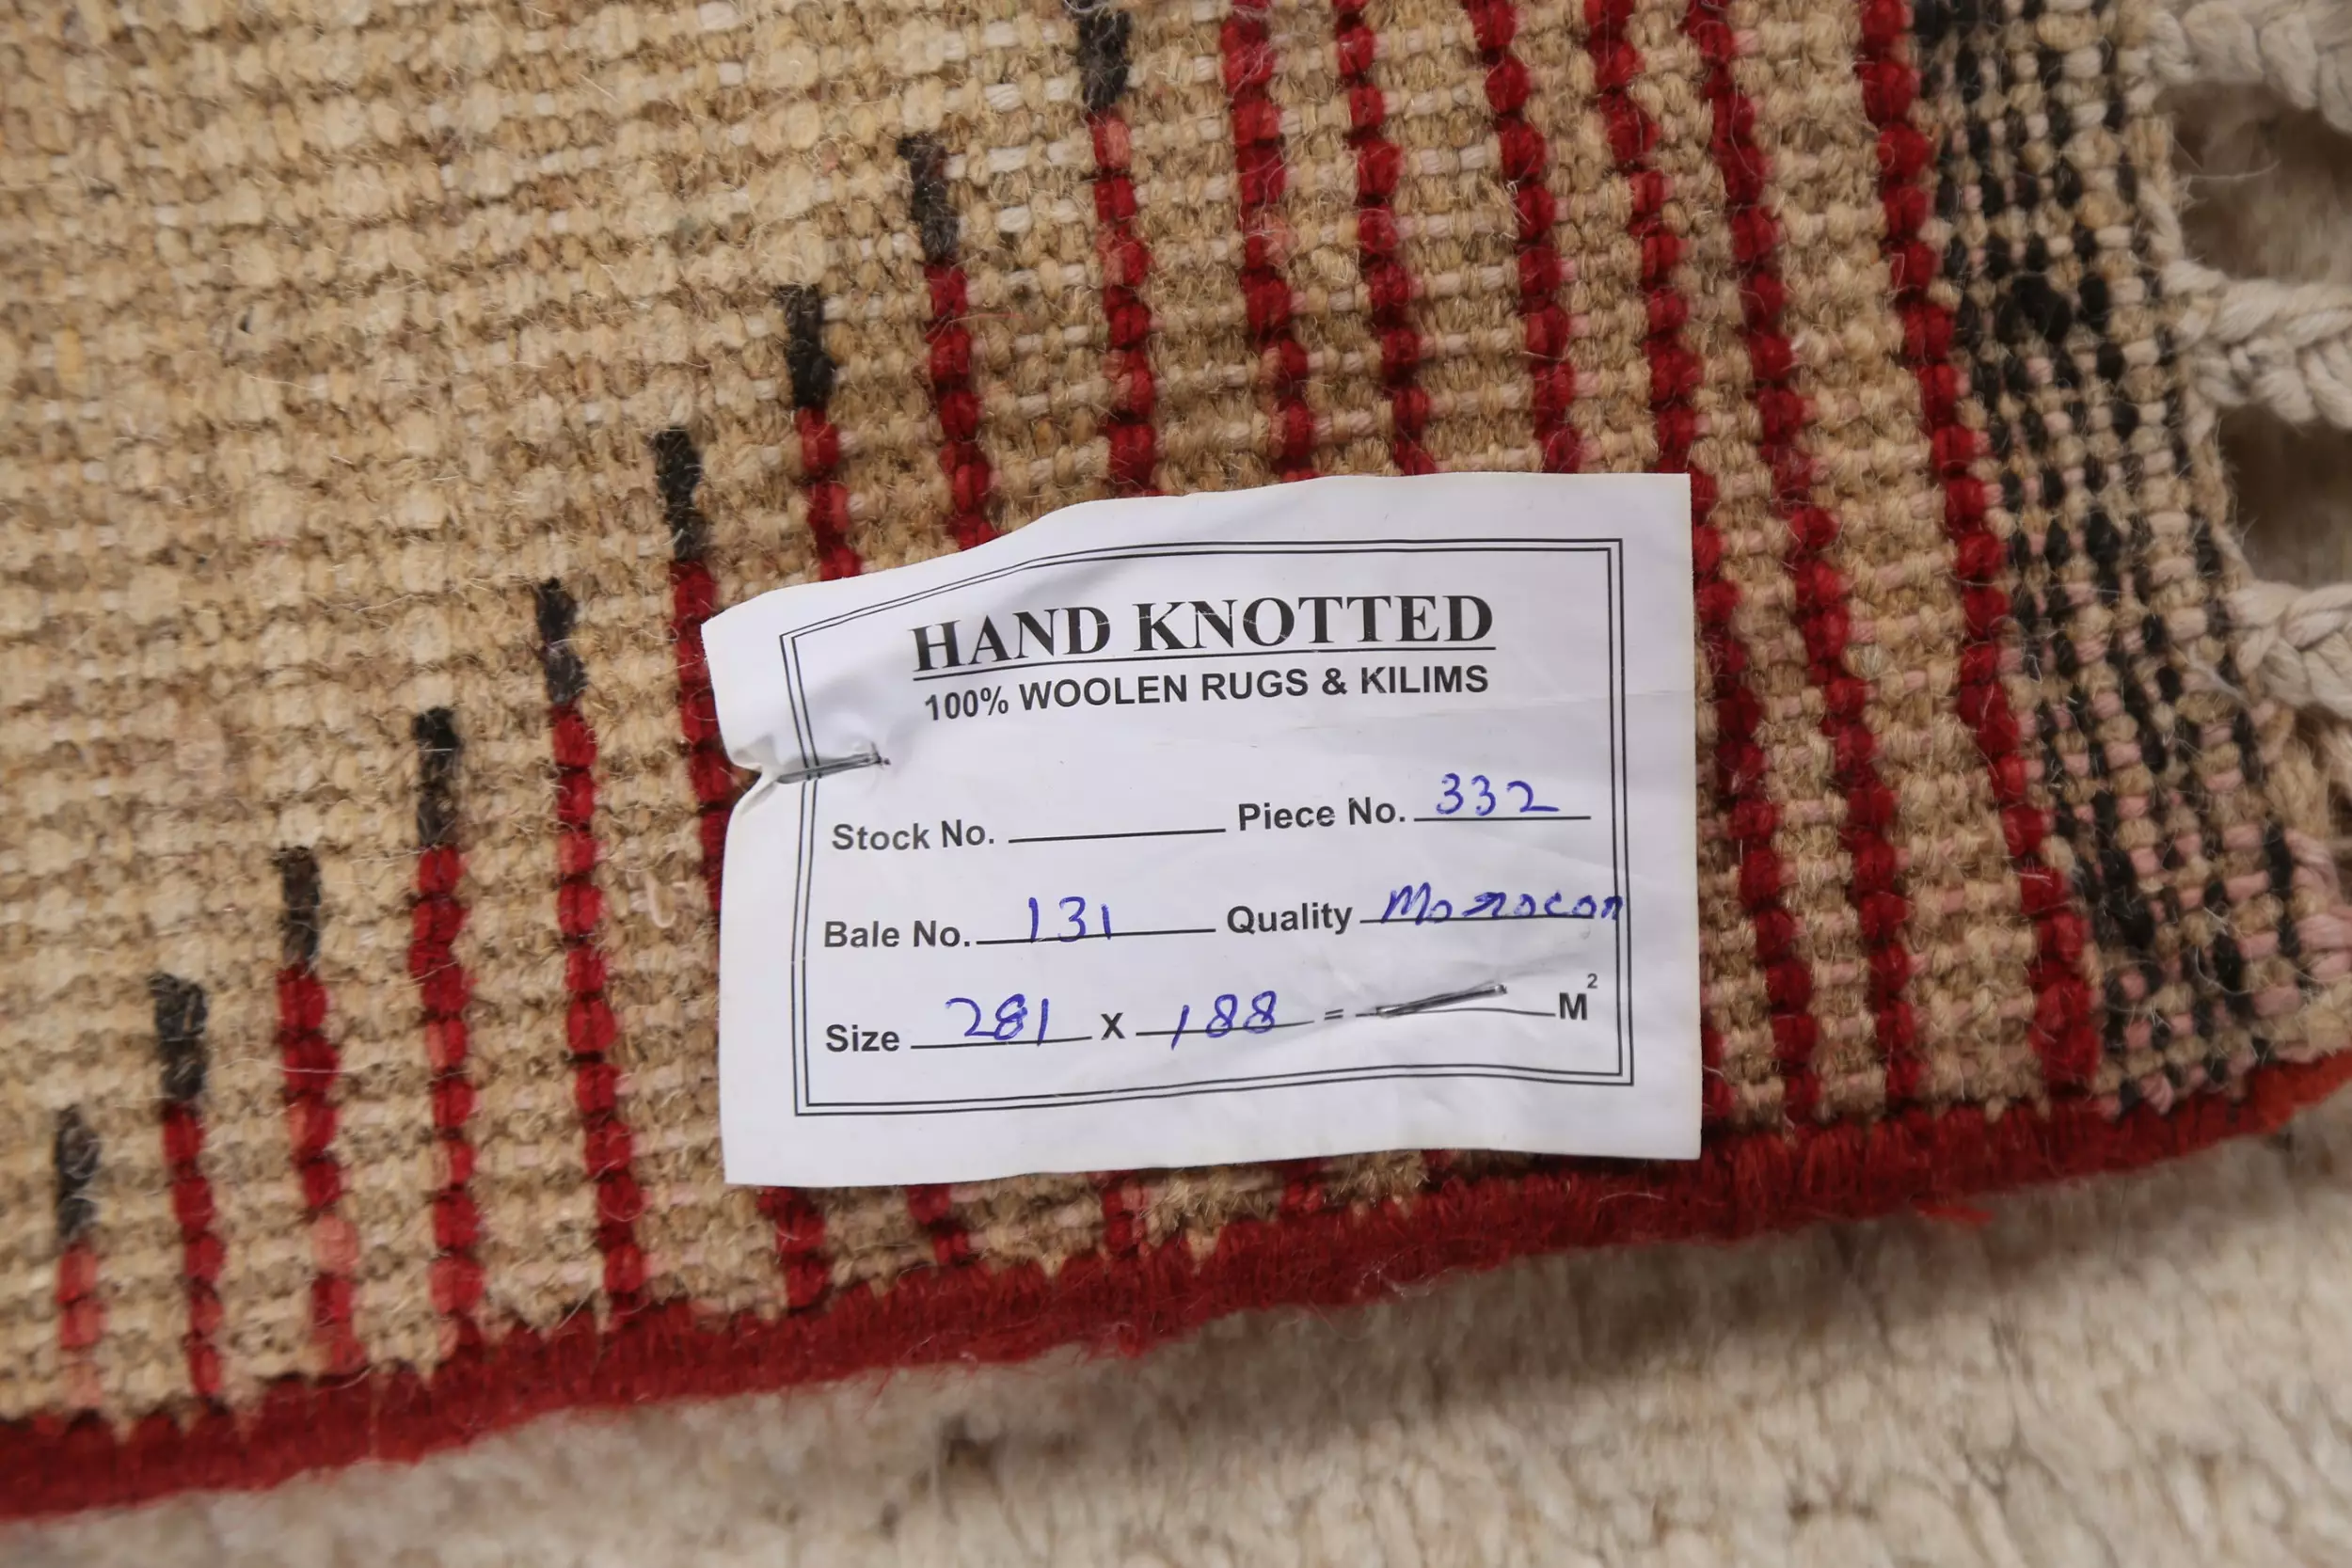 HAND KNOTTED
100% WOOLEN RUGS & KILIMS
Stock No. Piece No. 332
Bale No. 131 Quality Morrocon
Size 281 X 188 = M²